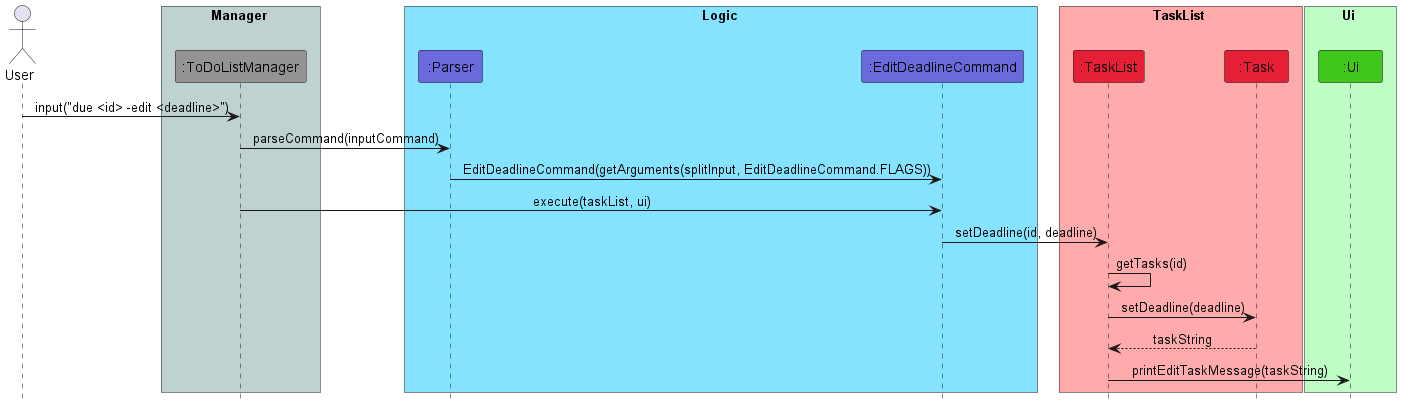 Manager
Logic
TaskList
Ui
User
:ToDoListManager
:Parser
:EditDeadlineCommand
:TaskList
:Task
:Ui
input("due <id> -edit <deadline>")
parseCommand(inputCommand)
EditDeadlineCommand(getArguments(splitInput, EditDeadlineCommand.FLAGS))
execute(taskList, ui)
setDeadline(id, deadline)
getTasks(id)
setDeadline(deadline)
taskString
printEditTaskMessage(taskString)